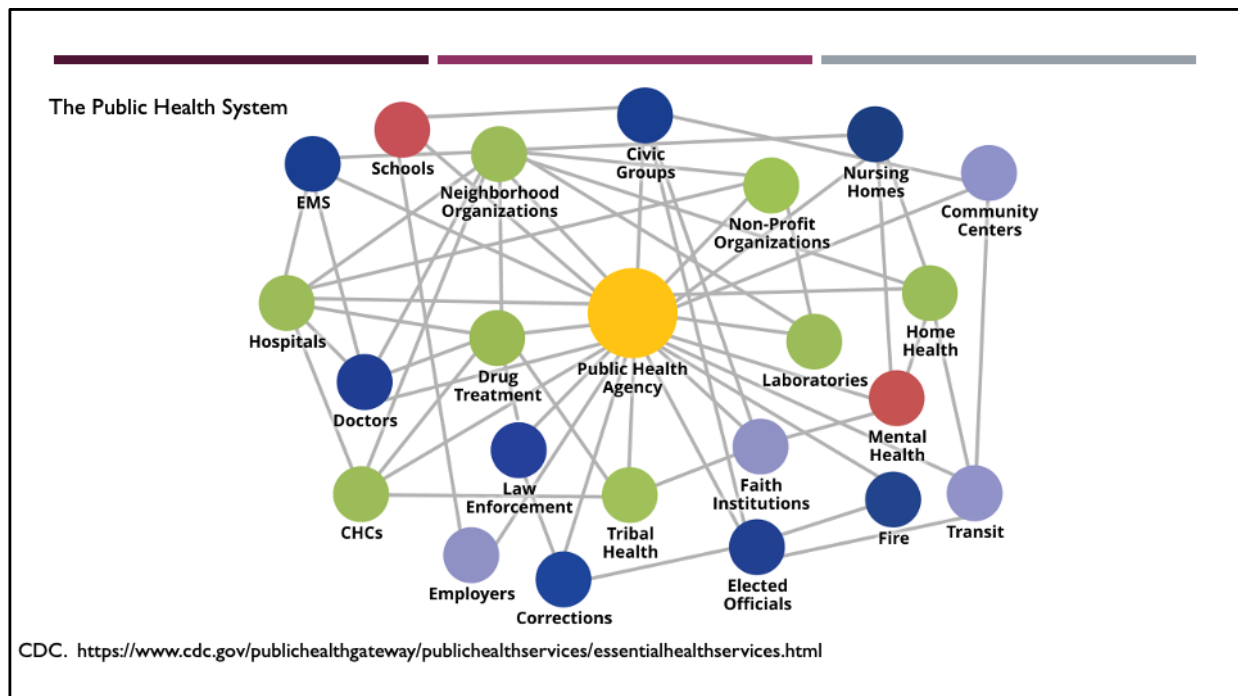 The Public Health System
Schools
EMS
Neighborhood
Organizations
Civic
Groups
Nursing
Homes
Non-Profit
Organizations
Community
Centers
Hospitals
Drug
Treatment
Public Health
Agency
Laboratories
Home
Health
Doctors
Mental
Health
Law
Enforcement
Faith
Institutions
CHCs
Tribal
Health
Fire
Transit
Employers
Corrections
Elected
Officials
CDC. https://www.cdc.gov/publichealthgateway/publichealthservices/essentialhealthservices.html